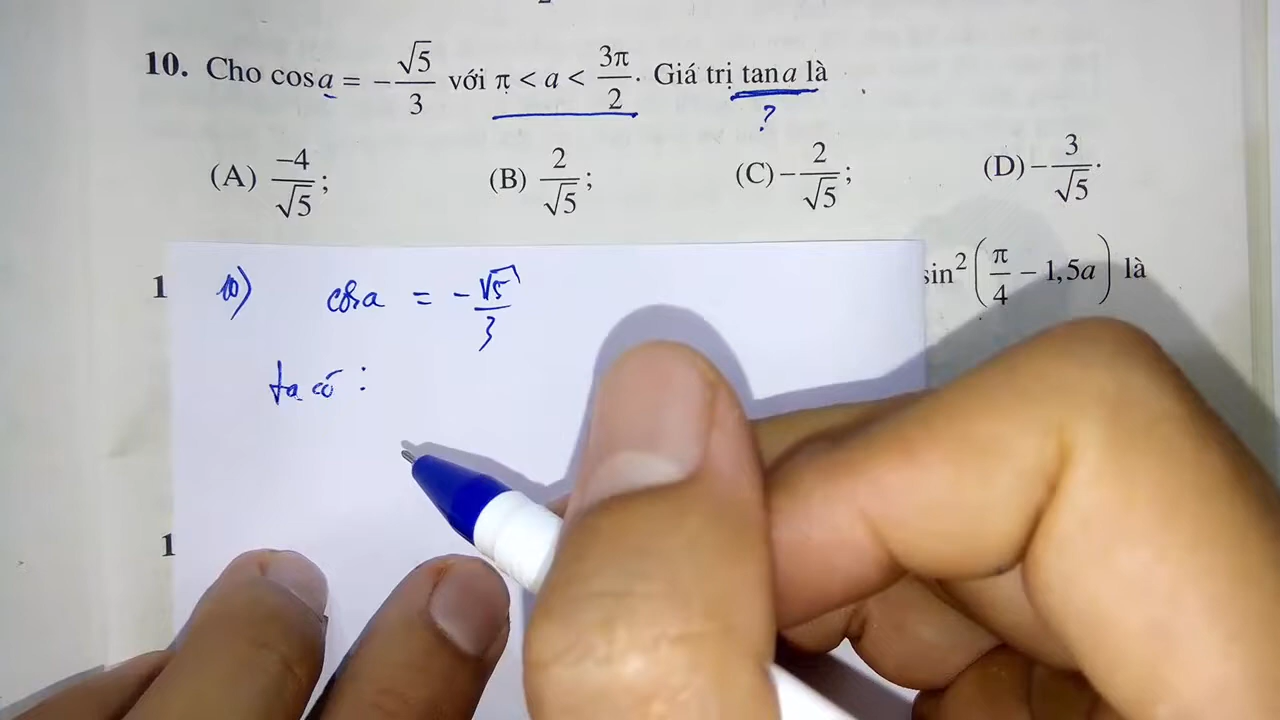 10. Cho cos a = −√5/3 với π < a < 3π/2. Giá trị tan a là
?
(A) −4/√5; (B) 2/√5; (C) −2/√5; (D) −3/√5.
1 10) cos a = −√5/3 sin²(π/4 − 1,5a) là
ta có :
1